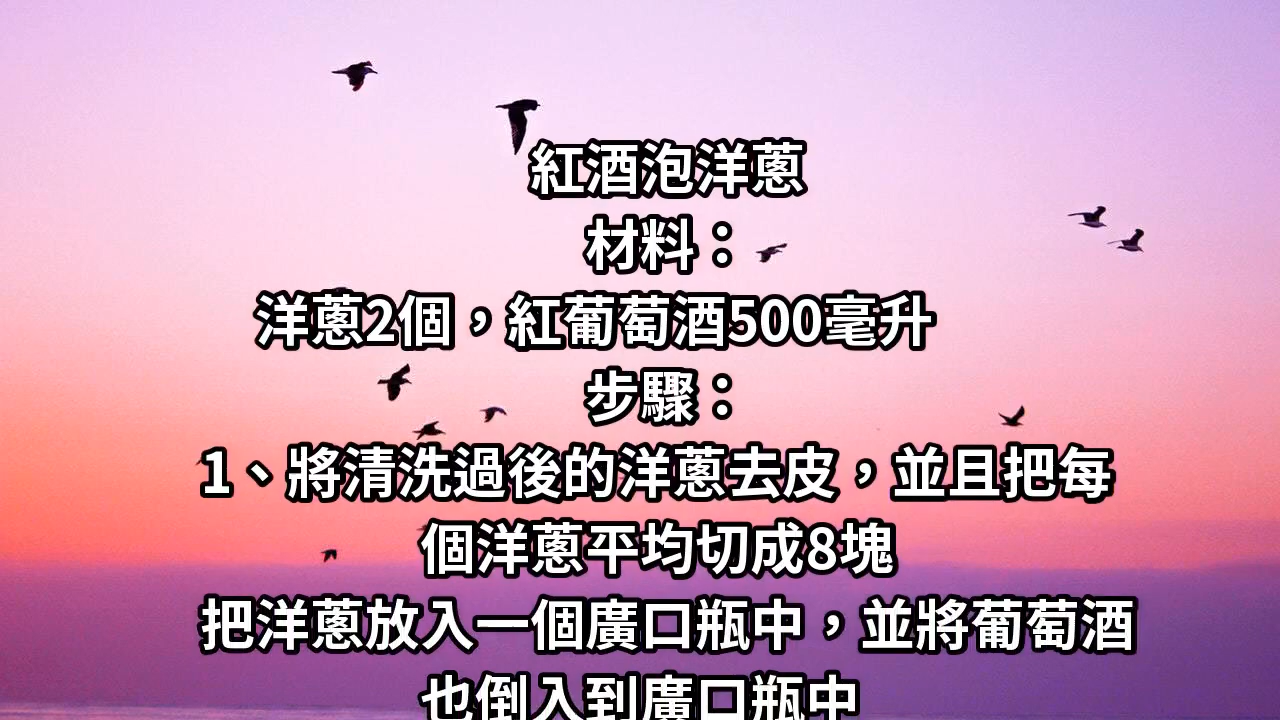 紅酒泡洋蔥
材料：
洋蔥2個，紅葡萄酒500毫升
步驟：
1、將清洗過後的洋蔥去皮，並且把每
個洋蔥平均切成8塊
把洋蔥放入一個廣口瓶中，並將葡萄酒
也倒入到廣口瓶中